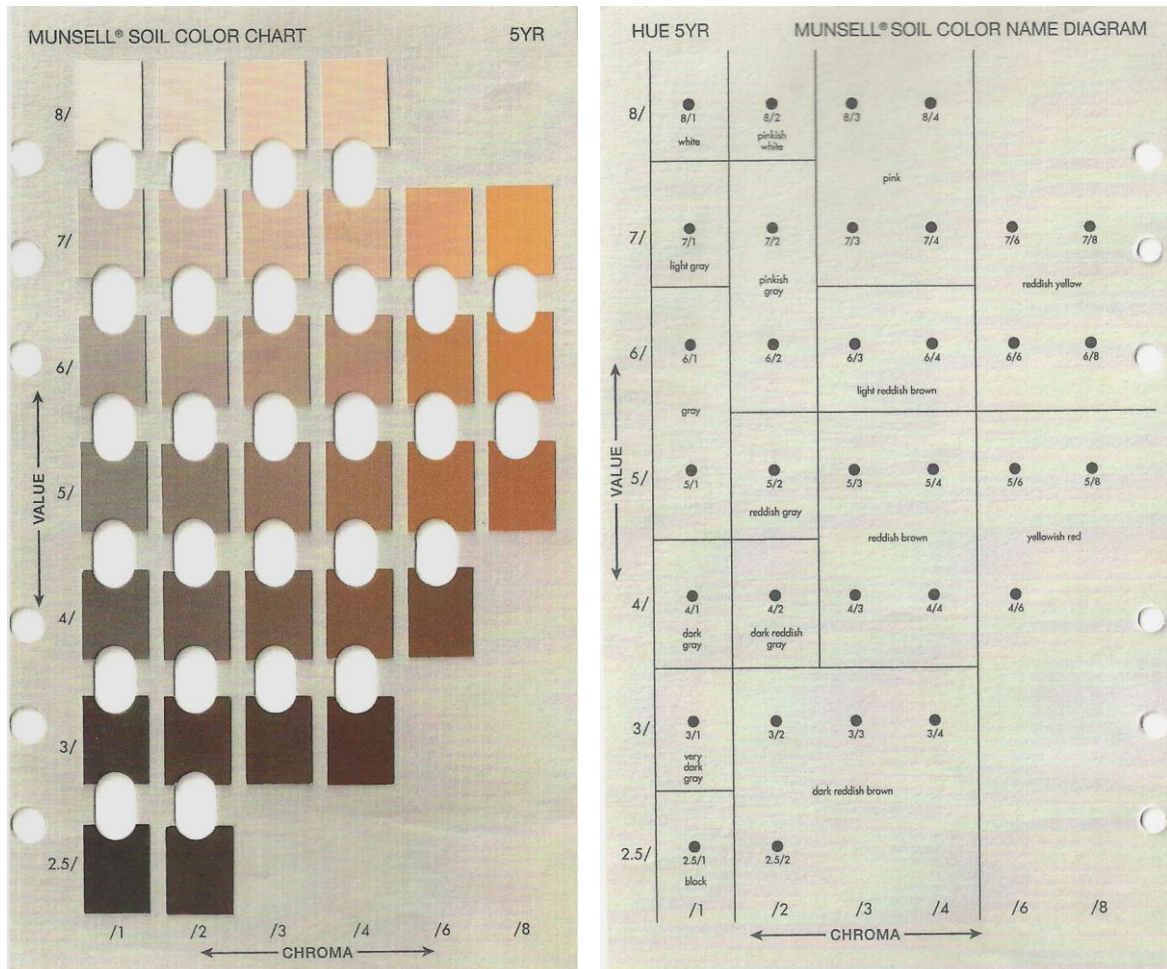 MUNSELL® SOIL COLOR CHART 5YR
8/
7/
6/
5/
4/
3/
2.5/
VALUE
/1 /2 /3 /4 /6 /8
CHROMA
HUE 5YR MUNSELL® SOIL COLOR NAME DIAGRAM
8/
8/1 8/2 8/3 8/4
white pinkish
white
pink
7/
7/1 7/2 7/3 7/4 7/6 7/8
light gray
pinkish
gray
reddish yellow
6/
6/1 6/2 6/3 6/4 6/6 6/8
light reddish brown
gray
5/
5/1 5/2 5/3 5/4 5/6 5/8
reddish gray
reddish brown yellowish red
4/
4/1 4/2 4/3 4/4 4/6
dark
gray
dark reddish
gray
3/
3/1 3/2 3/3 3/4
very
dark
gray
dark reddish brown
2.5/
2.5/1 2.5/2
black
VALUE
/1 /2 /3 /4 /6 /8
CHROMA